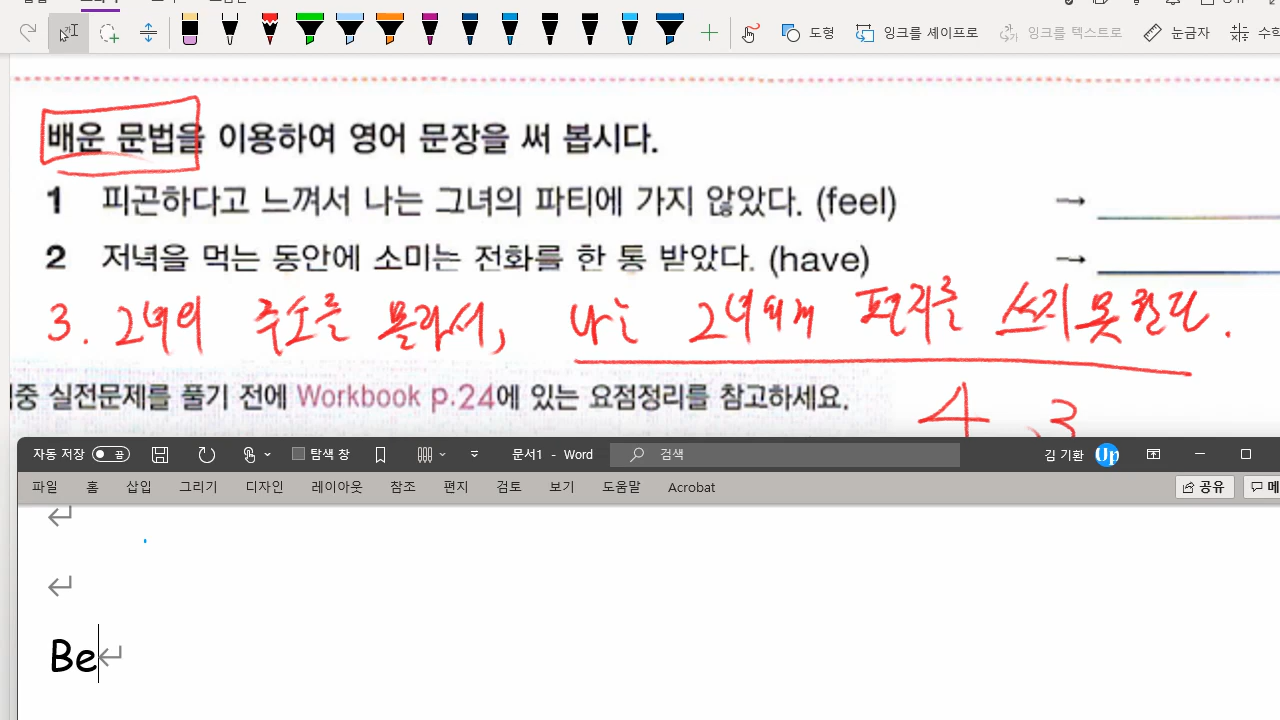 도형 잉크를 셰이프로 잉크를 텍스트로 눈금자
배운 문법을 이용하여 영어 문장을 써 봅시다.
1 피곤하다고 느껴서 나는 그녀의 파티에 가지 않았다. (feel) →
2 저녁을 먹는 동안에 소미는 전화를 한 통 받았다. (have) →
3. 그녀의 주소를 몰라서, 나는 그녀에게 편지를 쓰지 못한다.
중 실전문제를 풀기 전에 Workbook p.24에 있는 요점정리를 참고하세요.
4 3
자동 저장 끔 탐색 창 문서1 - Word 검색 김 기환 Up
파일 홈 삽입 그리기 디자인 레이아웃 참조 편지 검토 보기 도움말 Acrobat 공유
Be